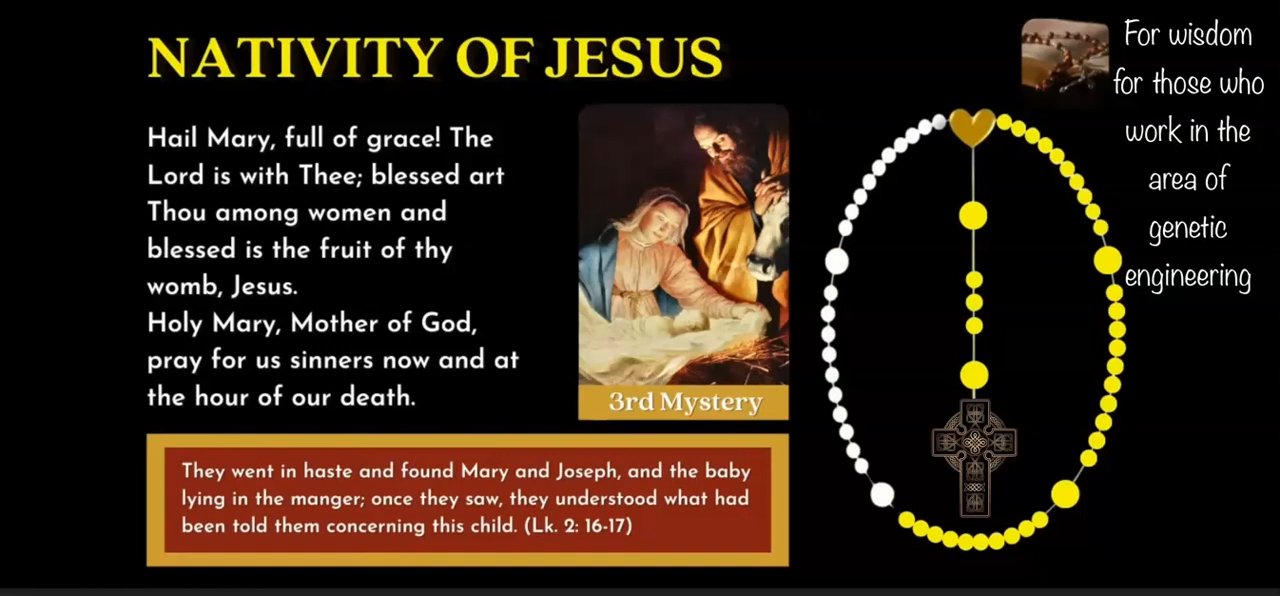 NATIVITY OF JESUS
Hail Mary, full of grace! The
Lord is with Thee; blessed art
Thou among women and
blessed is the fruit of thy
womb, Jesus.
Holy Mary, Mother of God,
pray for us sinners now and at
the hour of our death.
3rd Mystery
They went in haste and found Mary and Joseph, and the baby
lying in the manger; once they saw, they understood what had
been told them concerning this child. (Lk. 2: 16-17)
For wisdom
for those who
work in the
area of
genetic
engineering